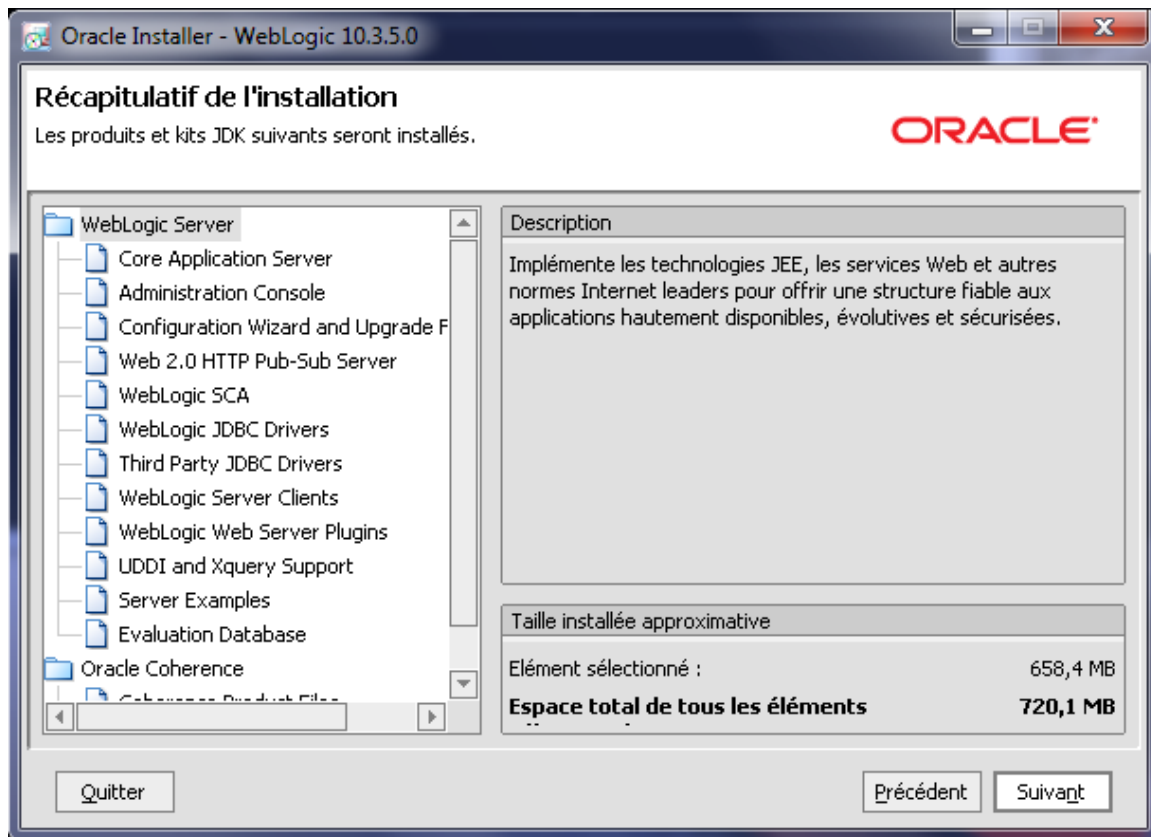 Oracle Installer - WebLogic 10.3.5.0
Récapitulatif de l'installation
Les produits et kits JDK suivants seront installés.
ORACLE
WebLogic Server
Core Application Server
Administration Console
Configuration Wizard and Upgrade F
Web 2.0 HTTP Pub-Sub Server
WebLogic SCA
WebLogic JDBC Drivers
Third Party JDBC Drivers
WebLogic Server Clients
WebLogic Web Server Plugins
UDDI and Xquery Support
Server Examples
Evaluation Database
Oracle Coherence
Coherence Product Files
Description
Implémente les technologies JEE, les services Web et autres
normes Internet leaders pour offrir une structure fiable aux
applications hautement disponibles, évolutives et sécurisées.
Taille installée approximative
Elément sélectionné : 658,4 MB
Espace total de tous les éléments 720,1 MB
Quitter
Précédent
Suivant